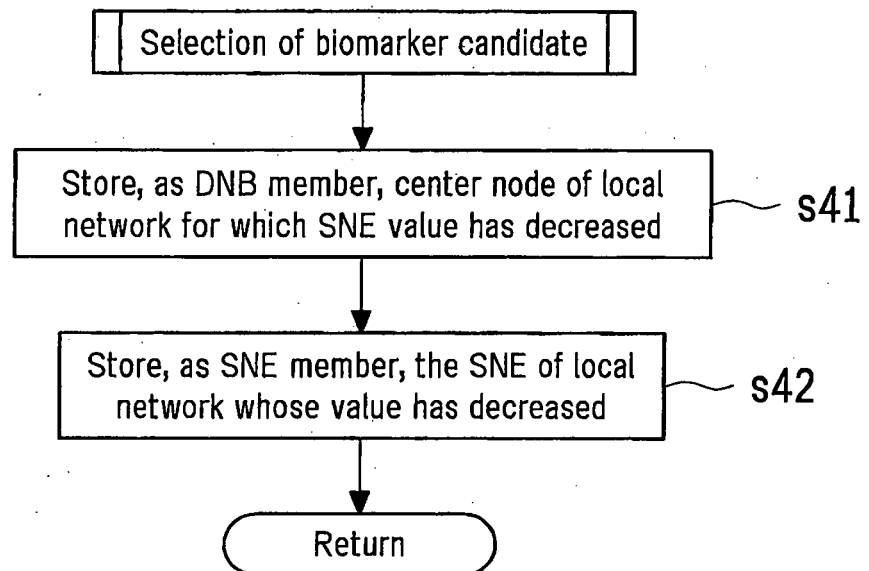 Selection of biomarker candidate
Store, as DNB member, center node of local
network for which SNE value has decreased
s41
Store, as SNE member, the SNE of local
network whose value has decreased
s42
Return